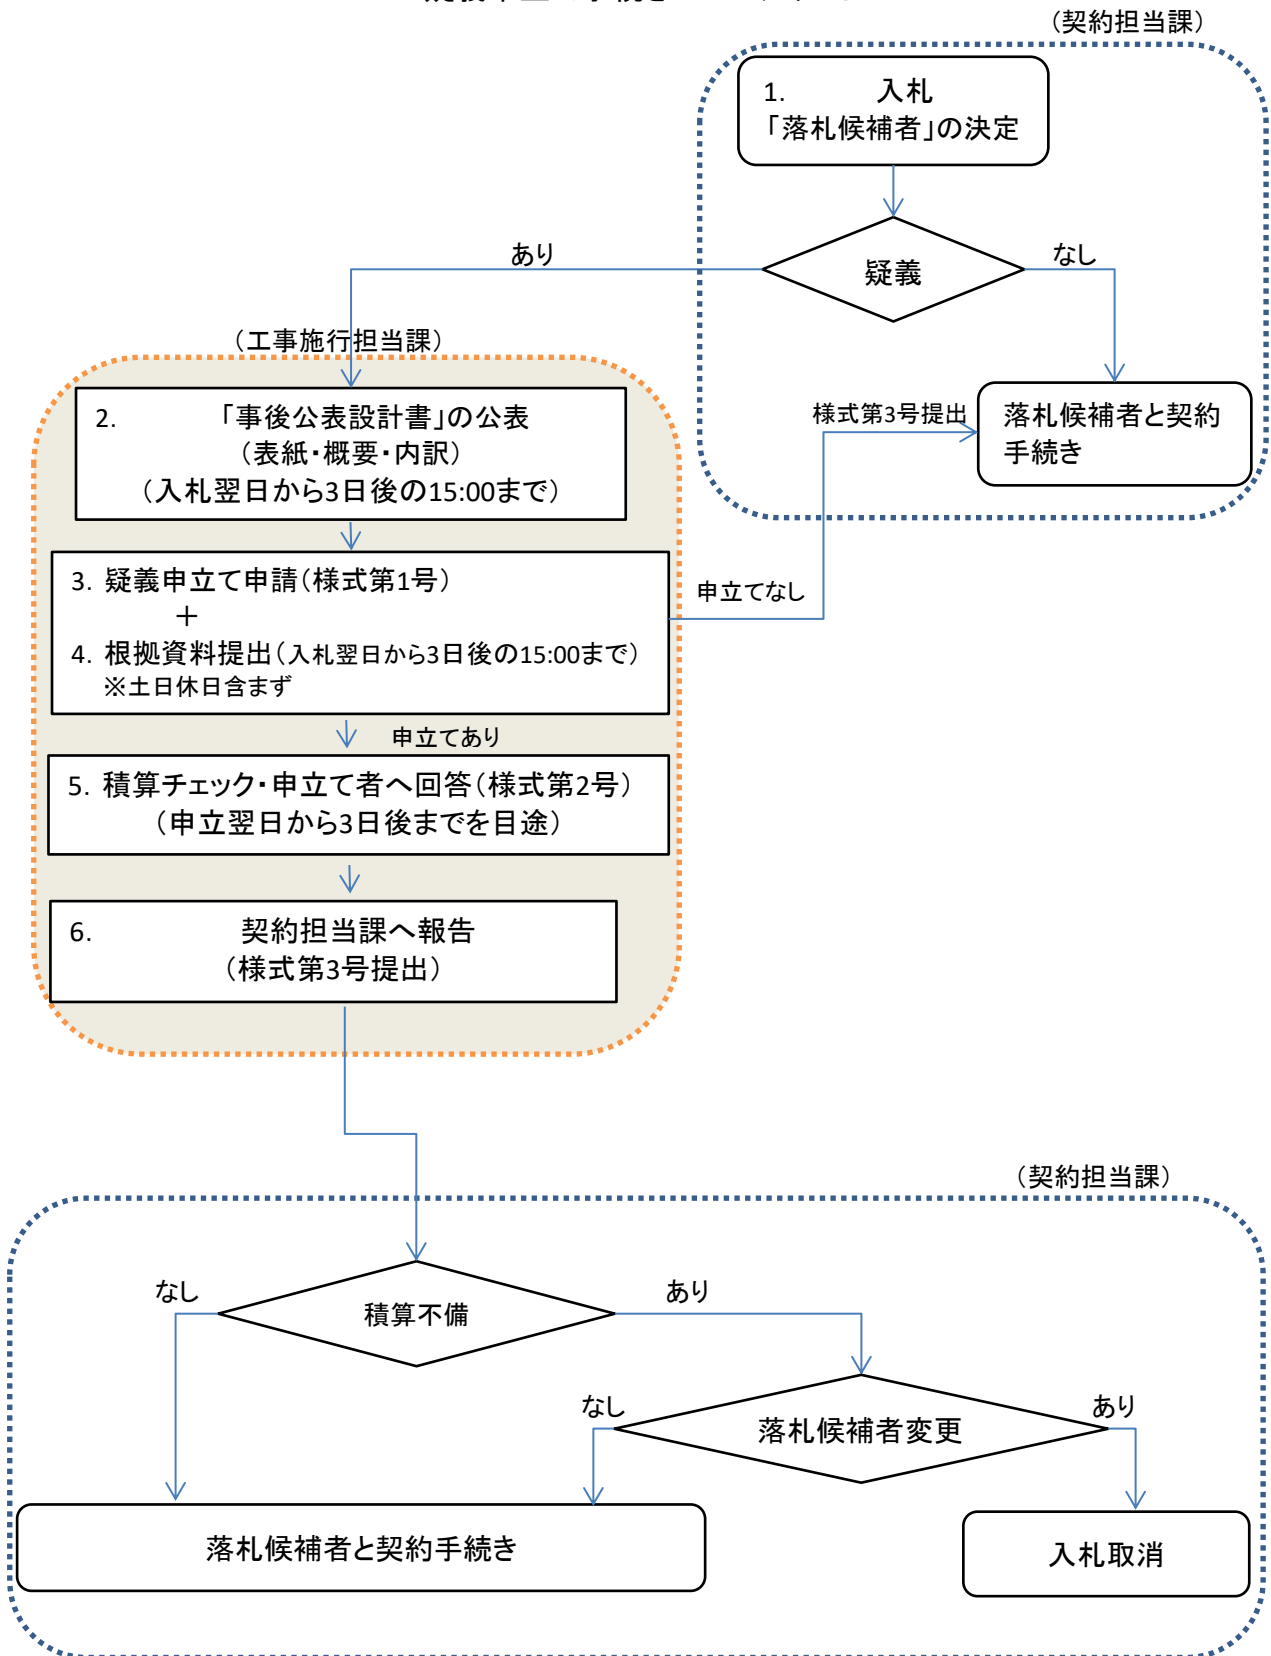 （契約担当課）
1. 入札
「落札候補者」の決定
疑義
あり
なし
（工事施行担当課）
2. 「事後公表設計書」の公表
（表紙・概要・内訳）
（入札翌日から3日後の15:00まで）
様式第3号提出
落札候補者と契約
手続き
3. 疑義申立て申請（様式第1号）
＋
4. 根拠資料提出（入札翌日から3日後の15:00まで）
※土日休日含まず
申立てなし
申立てあり
5. 積算チェック・申立て者へ回答（様式第2号）
（申立翌日から3日後までを目途）
6. 契約担当課へ報告
（様式第3号提出）
（契約担当課）
なし
積算不備
あり
なし
落札候補者変更
あり
落札候補者と契約手続き
入札取消